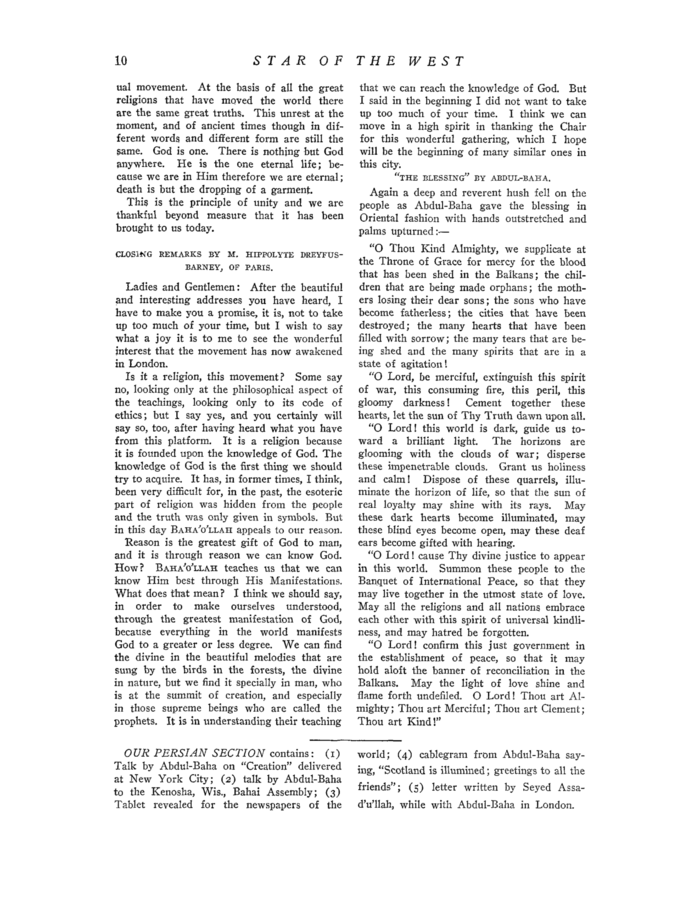 10
STAR OF THE WEST
ual movement. At the basis of all the great
religions that have moved the world there
are the same great truths. This unrest at the
moment, and of ancient times though in dif-
ferent words and different form are still the
same. God is one. There is nothing but God
anywhere. He is the one eternal life; be-
cause we are in Him therefore we are eternal;
death is but the dropping of a garment.
This is the principle of unity and we are
thankful beyond measure that it has been
brought to us today.
CLOSING REMARKS BY M. HIPPOLYTE DREYFUS-
BARNEY, OF PARIS.
Ladies and Gentlemen: After the beautiful
and interesting addresses you have heard, I
have to make you a promise, it is, not to take
up too much of your time, but I wish to say
what a joy it is to me to see the wonderful
interest that the movement has now awakened
in London.
Is it a religion, this movement? Some say
no, looking only at the philosophical aspect of
the teachings, looking only to its code of
ethics; but I say yes, and you certainly will
say so, too, after having heard what you have
from this platform. It is a religion because
it is founded upon the knowledge of God. The
knowledge of God is the first thing we should
try to acquire. It has, in former times, I think,
been very difficult for, in the past, the esoteric
part of religion was hidden from the people
and the truth was only given in symbols. But
in this day BAHA'O'LLAH appeals to our reason.
Reason is the greatest gift of God to man,
and it is through reason we can know God.
How? BAHA'O'LLAH teaches us that we can
know Him best through His Manifestations.
What does that mean? I think we should say,
in order to make ourselves understood,
through the greatest manifestation of God,
because everything in the world manifests
God to a greater or less degree. We can find
the divine in the beautiful melodies that are
sung by the birds in the forests, the divine
in nature, but we find it specially in man, who
is at the summit of creation, and especially
in those supreme beings who are called the
prophets. It is in understanding their teaching
that we can reach the knowledge of God. But
I said in the beginning I did not want to take
up too much of your time. I think we can
move in a high spirit in thanking the Chair
for this wonderful gathering, which I hope
will be the beginning of many similar ones in
this city.
"THE BLESSING" BY ABDUL-BAHA.
Again a deep and reverent hush fell on the
people as Abdul-Baha gave the blessing in
Oriental fashion with hands outstretched and
palms upturned:—
"O Thou Kind Almighty, we supplicate at
the Throne of Grace for mercy for the blood
that has been shed in the Balkans; the chil-
dren that are being made orphans; the moth-
ers losing their dear sons; the sons who have
become fatherless; the cities that have been
destroyed; the many hearts that have been
filled with sorrow; the many tears that are be-
ing shed and the many spirits that are in a
state of agitation!
"O Lord, be merciful, extinguish this spirit
of war, this consuming fire, this peril, this
gloomy darkness! Cement together these
hearts, let the sun of Thy Truth dawn upon all.
"O Lord! this world is dark, guide us to-
ward a brilliant light. The horizons are
glooming with the clouds of war; disperse
these impenetrable clouds. Grant us holiness
and calm! Dispose of these quarrels, illu-
minate the horizon of life, so that the sun of
real loyalty may shine with its rays. May
these dark hearts become illuminated, may
these blind eyes become open, may these deaf
ears become gifted with hearing.
"O Lord! cause Thy divine justice to appear
in this world. Summon these people to the
Banquet of International Peace, so that they
may live together in the utmost state of love.
May all the religions and all nations embrace
each other with this spirit of universal kindli-
ness, and may hatred be forgotten.
"O Lord! confirm this just government in
the establishment of peace, so that it may
hold aloft the banner of reconciliation in the
Balkans. May the light of love shine and
flame forth undefiled. O Lord! Thou art Al-
mighty; Thou art Merciful; Thou art Clement;
Thou art Kind!"
OUR PERSIAN SECTION contains: (1)
Talk by Abdul-Baha on "Creation" delivered
at New York City; (2) talk by Abdul-Baha
to the Kenosha, Wis., Bahai Assembly; (3)
Tablet revealed for the newspapers of the
world; (4) cablegram from Abdul-Baha say-
ing, "Scotland is illumined; greetings to all the
friends"; (5) letter written by Seyed Assa-
d'u'llah, while with Abdul-Baha in London.